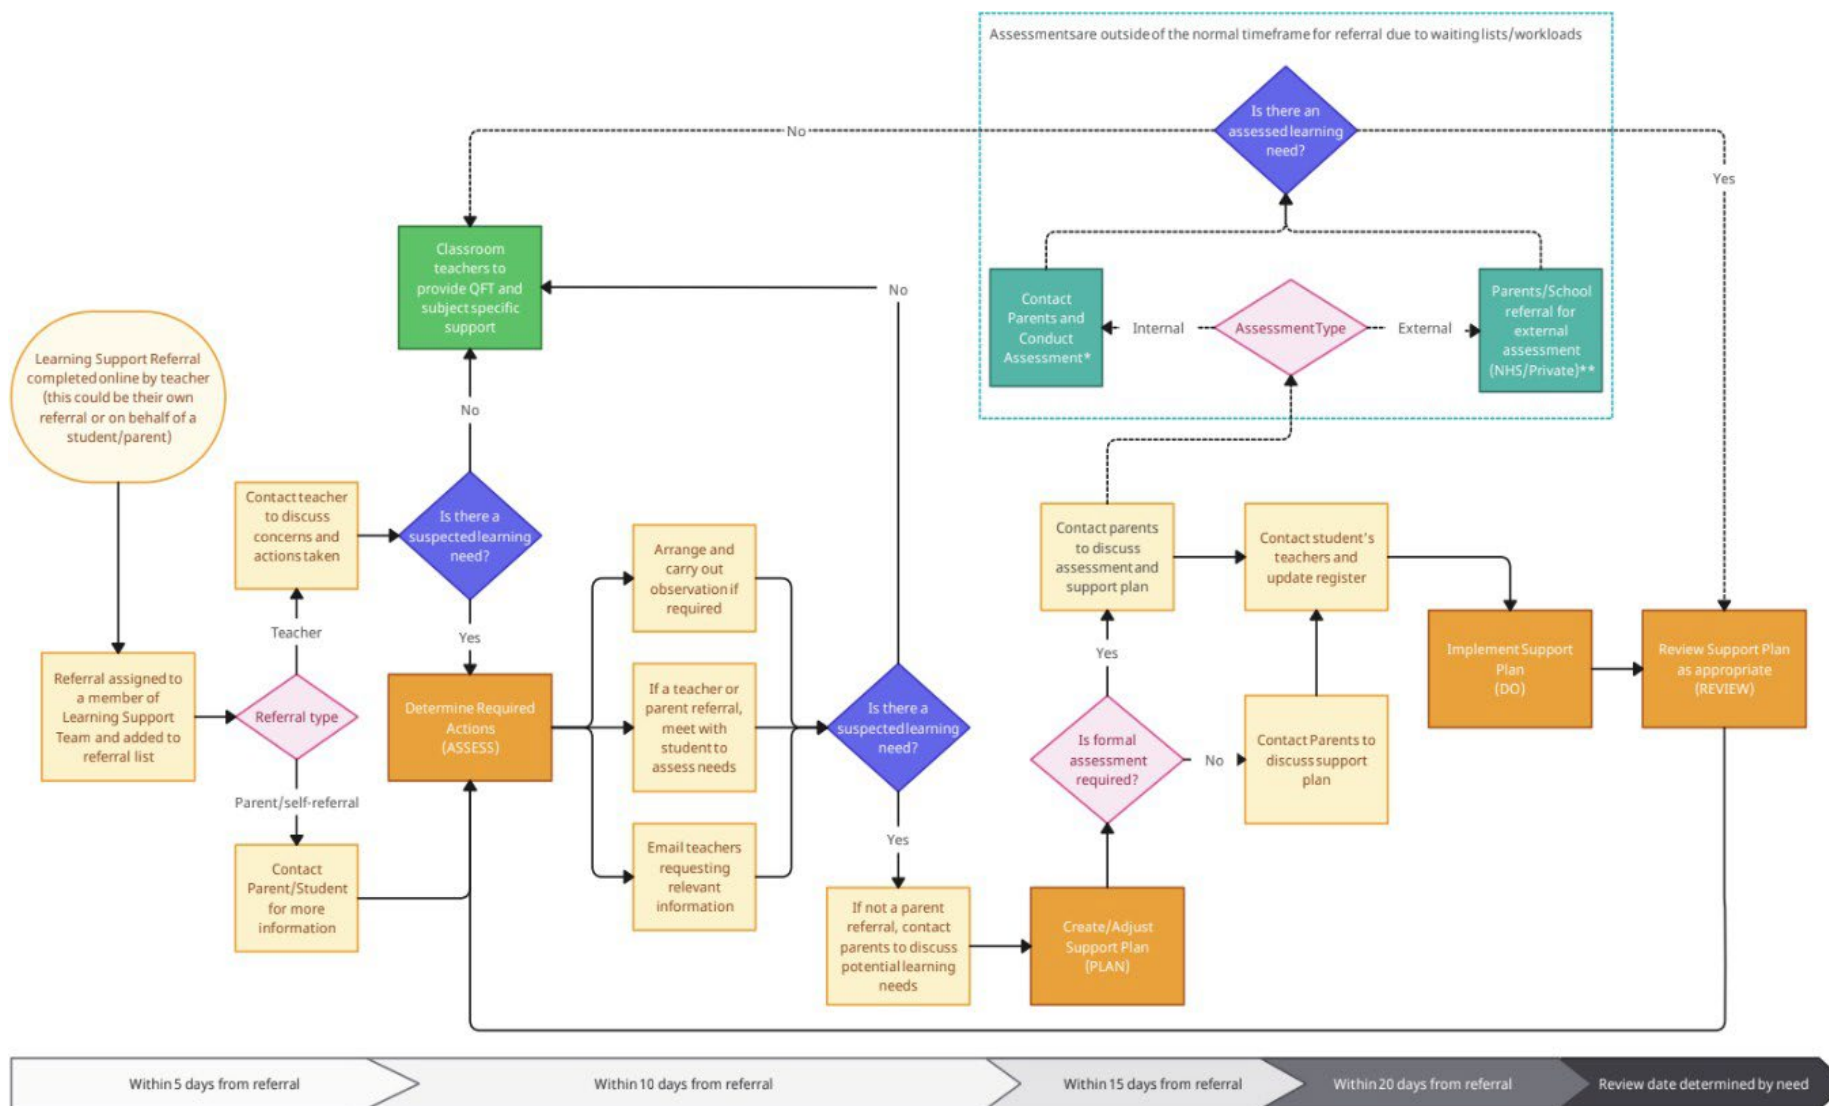 Assessmentsare outside of the normal timeframe for referral due to waiting lists/workloads
Is there an
assessed learning
need?
No
Yes
Classroom
teachers to
provide QFT and
subject specific
support
No
Contact
Parents and
Conduct
Assessment*
Internal
AssessmentType
External
Parents/School
referral for
external
assessment
(NHS/Private)**
Learning Support Referral
completed online by teacher
(this could be their own
referral or on behalf of a
student/parent)
No
Contact teacher
to discuss
concerns and
actions taken
Is there a
suspected learning
need?
Arrange and
carry out
observation if
required
Contact parents
to discuss
assessment and
support plan
Contact student's
teachers and
update register
Teacher
Yes
Yes
Referral assigned to
a member of
Learning Support
Team and added to
referral list
Referral type
Determine Required
Actions
(ASSESS)
If a teacher or
parent referral,
meet with
student to
assess needs
Is there a
suspected learning
need?
Is formal
assessment
required?
No
Contact Parents to
discuss support
plan
Implement Support
Plan
(DO)
Review Support Plan
as appropriate
(REVIEW)
Parent/self-referral
Contact
Parent/Student
for more
information
Email teachers
requesting
relevant
information
Yes
If not a parent
referral, contact
parents to discuss
potential learning
needs
Create/Adjust
Support Plan
(PLAN)
Within 5 days from referral
Within 10 days from referral
Within 15 days from referral
Within 20 days from referral
Review date determined by need